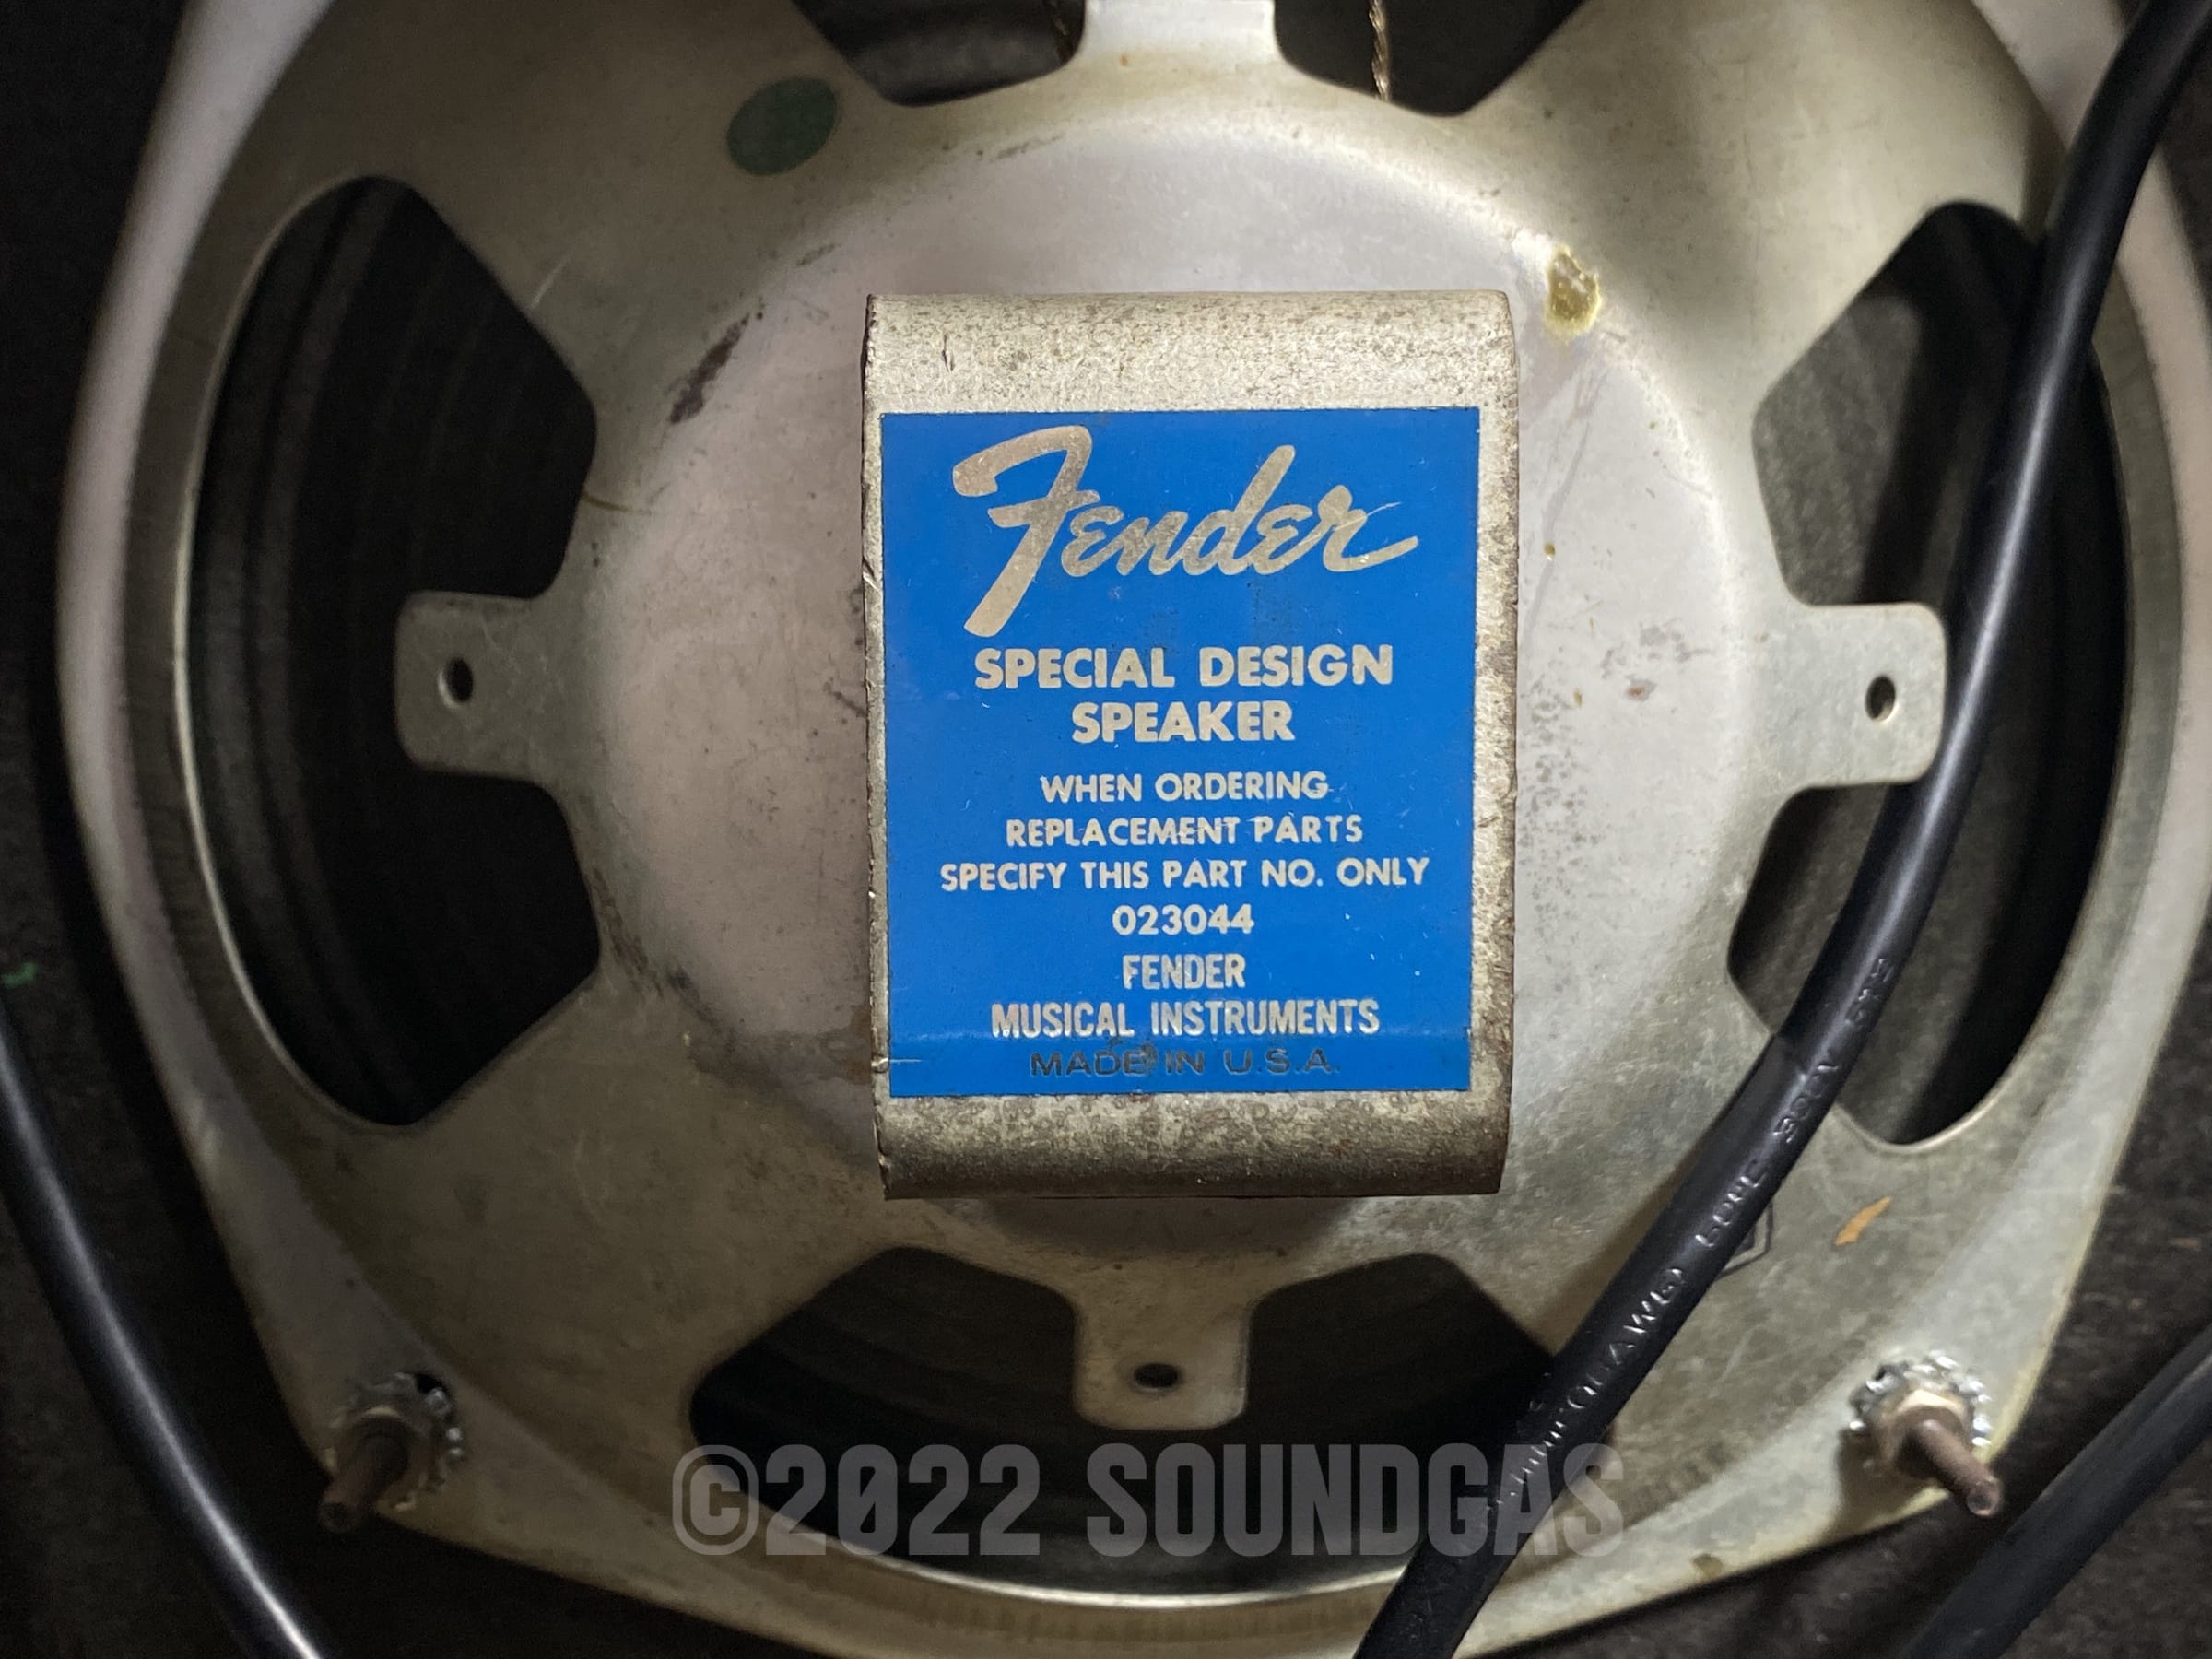 Fender
SPECIAL DESIGN
SPEAKER
WHEN ORDERING
REPLACEMENT PARTS
SPECIFY THIS PART NO. ONLY
023044
FENDER
MUSICAL INSTRUMENTS
MADE IN U.S.A.
©2022 SOUNDGAS